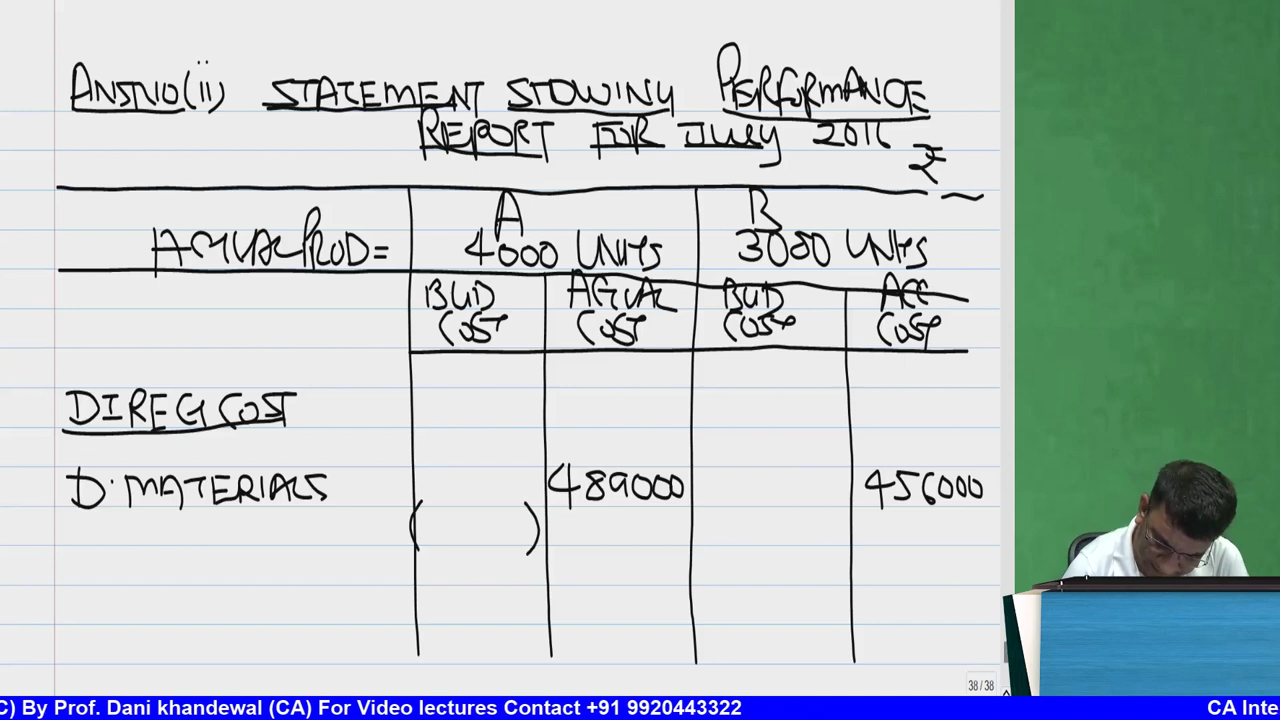 ANSNO(ii) STATEMENT SHOWING PERFORMANCE
REPORT FOR JULY 2016
₹
A B
ACTUAL PROD = 4000 UNITS 3000 UNITS
BUD COST ACTUAL COST BUD COST ACT COST
DIRECT COST
D. MATERIALS 489000 456000
( )
38 / 38
C) By Prof. Dani khandewal (CA) For Video lectures Contact +91 9920443322 CA Inte